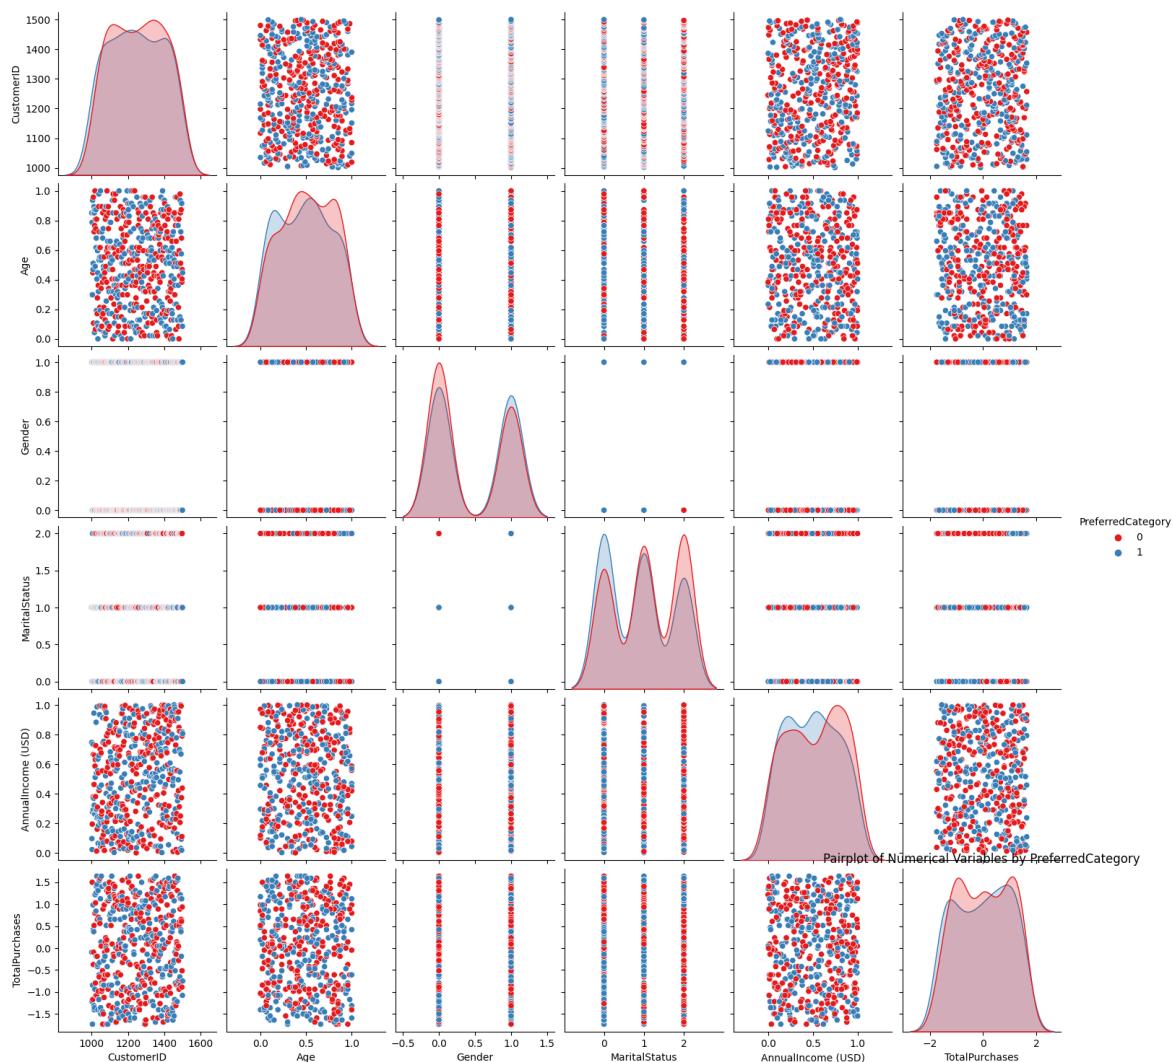 1500
1400
1300
1200
1100
1000
CustomerID
1.0
0.8
0.6
0.4
0.2
0.0
Age
1.0
0.8
0.6
0.4
0.2
0.0
Gender
PreferredCategory
0
1
2.0
1.5
1.0
0.5
0.0
MaritalStatus
1.0
0.8
0.6
0.4
0.2
0.0
AnnualIncome (USD)
Pairplot of Numerical Variables by PreferredCategory
1.5
1.0
0.5
0.0
−0.5
−1.0
−1.5
TotalPurchases
1000 1200 1400 1600
0.0 0.5 1.0
0.0 0.5 1.0 1.5
0 1 2
0.0 0.5 1.0
−2 0 2
CustomerID Age Gender MaritalStatus AnnualIncome (USD) TotalPurchases